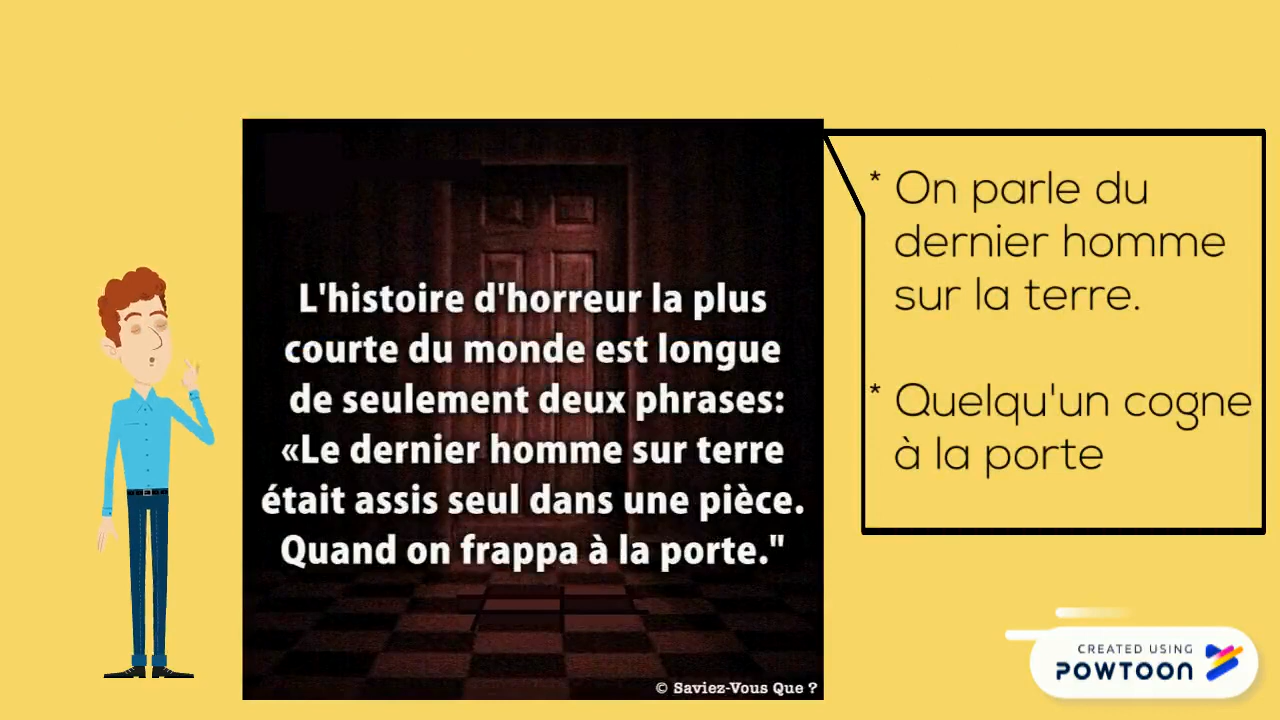 L'histoire d'horreur la plus
courte du monde est longue
de seulement deux phrases:
«Le dernier homme sur terre
était assis seul dans une pièce.
Quand on frappa à la porte."
© Saviez-Vous Que ?
* On parle du
dernier homme
sur la terre.
* Quelqu'un cogne
à la porte
CREATED USING
POWTOON